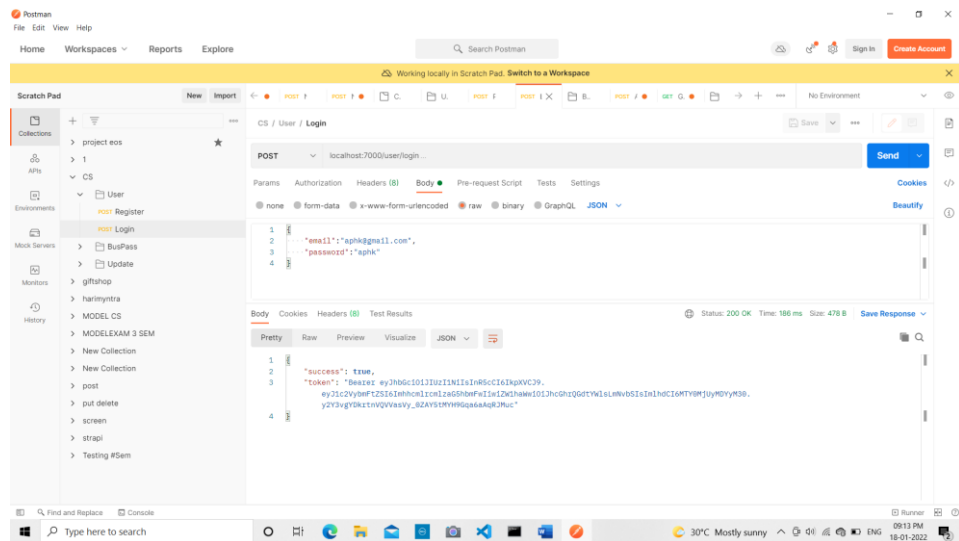 Postman
File Edit View Help
Home Workspaces Reports Explore Search Postman Sign In Create Account
Working locally in Scratch Pad. Switch to a Workspace
Scratch Pad New Import POST POST C. U. POST F POST B.. POST GET G. No Environment
Collections
APIs
Environments
Mock Servers
Monitors
History
project eos
1
CS
User
POST Register
POST Login
BusPass
Update
giftshop
harimyntra
MODEL CS
MODELEXAM 3 SEM
New Collection
New Collection
post
put delete
screen
strapi
Testing #Sem
CS / User / Login Save
POST localhost:7000/user/login Send
Params Authorization Headers (8) Body Pre-request Script Tests Settings Cookies
none form-data x-www-form-urlencoded raw binary GraphQL JSON Beautify
1 {
2 "email":"aphk@gmail.com",
3 "password":"aphk"
4 }
Body Cookies Headers (8) Test Results Status: 200 OK Time: 186 ms Size: 478 B Save Response
Pretty Raw Preview Visualize JSON
1 {
2 "success": true,
3 "token": "Bearer
4 }
Find and Replace Console Runner
Type here to search 30°C Mostly sunny ENG 09:13 PM
18-01-2022